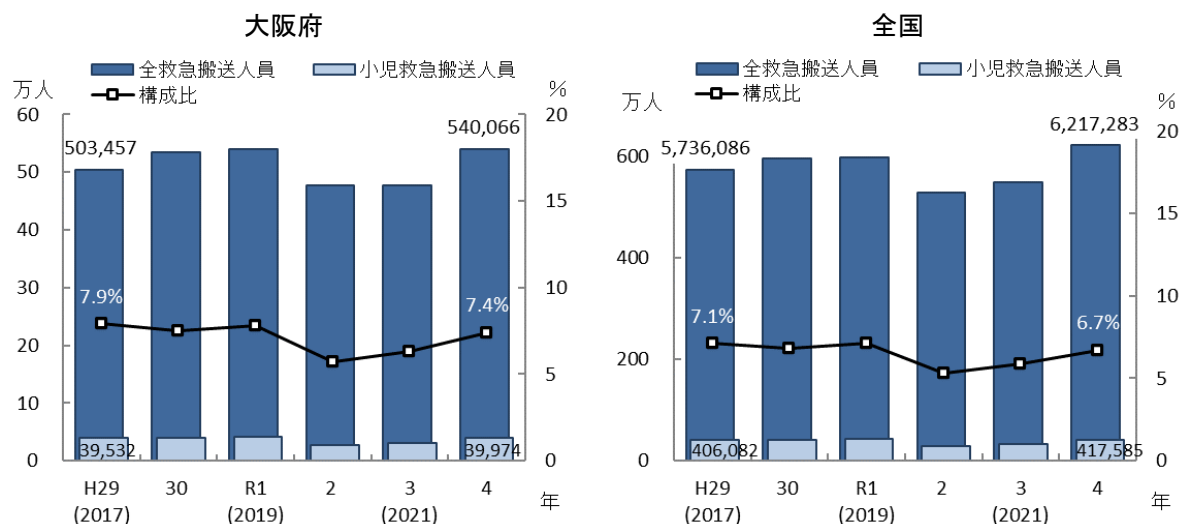 大阪府
全救急搬送人員 小児救急搬送人員
構成比
万人
%
60
50
40
30
20
10
0
20
15
10
5
0
503,457
540,066
7.9%
7.4%
39,532
39,974
H29 30 R1 2 3 4 年
(2017) (2019) (2021)
全国
全救急搬送人員 小児救急搬送人員
構成比
万人
%
600
400
200
0
20
15
10
5
0
5,736,086
6,217,283
7.1%
6.7%
406,082
417,585
H29 30 R1 2 3 4 年
(2017) (2019) (2021)